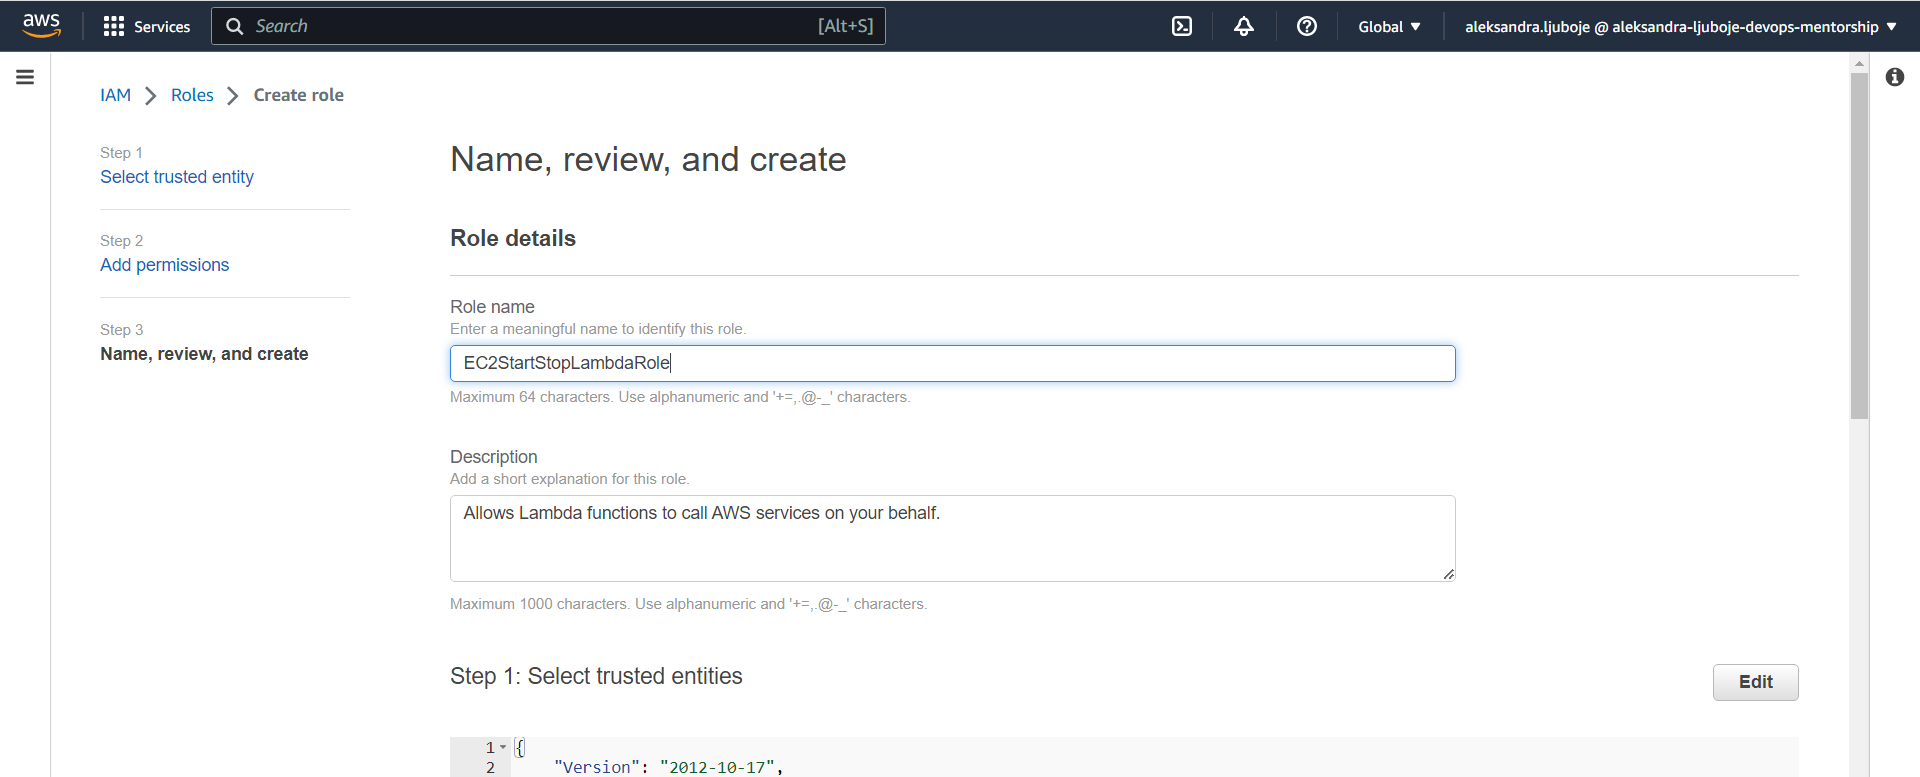 aws
Services
Search
[Alt+S]
Global
aleksandra.ljuboje @ aleksandra-ljuboje-devops-mentorship
IAM
Roles
Create role
Step 1
Select trusted entity
Step 2
Add permissions
Step 3
Name, review, and create
Name, review, and create
Role details
Role name
Enter a meaningful name to identify this role.
EC2StartStopLambdaRole
Maximum 64 characters. Use alphanumeric and '+=,.@-_' characters.
Description
Add a short explanation for this role.
Allows Lambda functions to call AWS services on your behalf.
Maximum 1000 characters. Use alphanumeric and '+=,.@-_' characters.
Step 1: Select trusted entities
Edit
1 {
2 "Version": "2012-10-17",